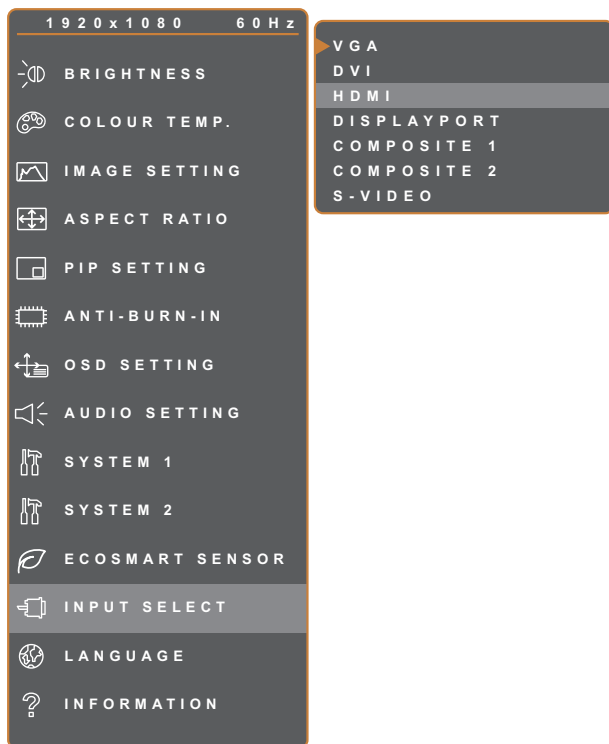 1920x1080 60Hz
BRIGHTNESS
COLOUR TEMP.
IMAGE SETTING
ASPECT RATIO
PIP SETTING
ANTI-BURN-IN
OSD SETTING
AUDIO SETTING
SYSTEM 1
SYSTEM 2
ECOSMART SENSOR
INPUT SELECT
LANGUAGE
INFORMATION
VGA
DVI
HDMI
DISPLAYPORT
COMPOSITE 1
COMPOSITE 2
S-VIDEO